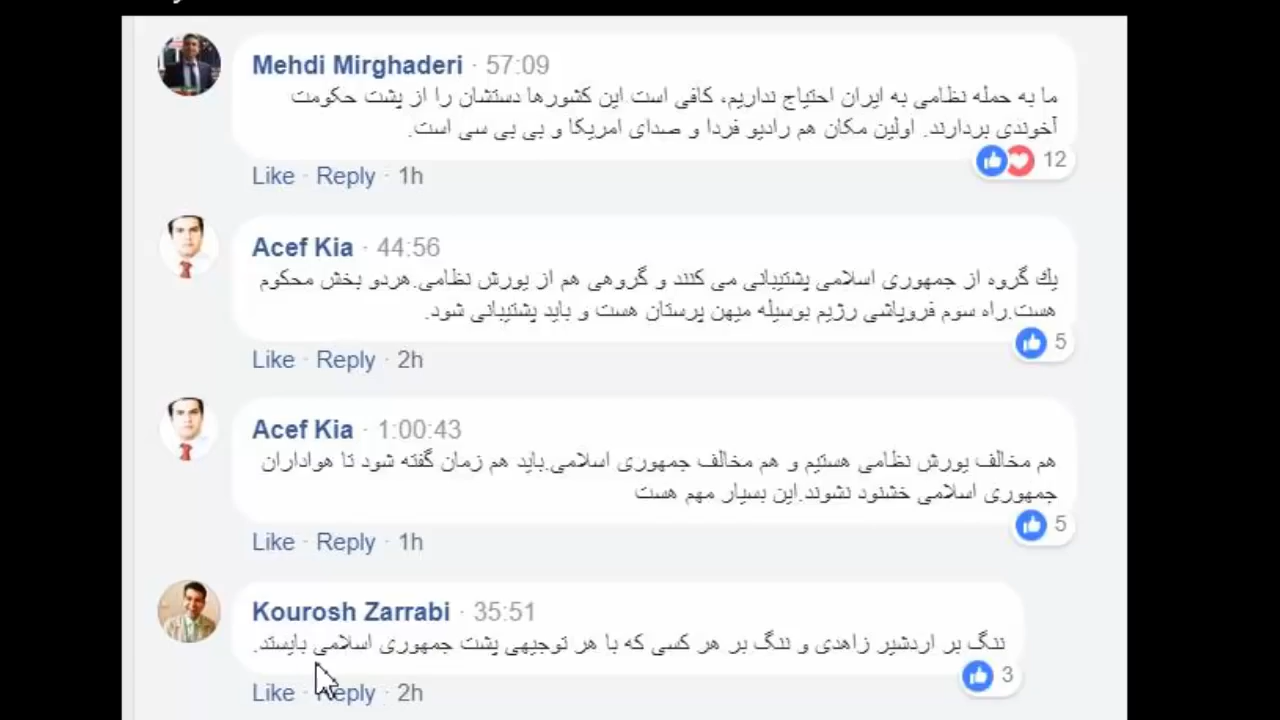 Mehdi Mirghaderi · 57:09
ما به حمله نظامی به ایران احتیاج نداریم، کافی است این کشورها دستشان را از پشت حکومت
آخوندی بردارند. اولین مکان هم رادیو فردا و صدای امریکا و بی بی سی است.
12
Like · Reply · 1h
Acef Kia · 44:56
يك گروه از جمهوری اسلامی پشتیبانی می کنند و گروهی هم از یورش نظامی.هردو بخش محکوم
هست.راه سوم فروپاشی رژیم بوسیله میهن پرستان هست و باید پشتیبانی شود.
5
Like · Reply · 2h
Acef Kia · 1:00:43
هم مخالف یورش نظامی هستیم و هم مخالف جمهوری اسلامی.باید هم زمان گفته شود تا هواداران
جمهوری اسلامی خشنود نشوند.این بسیار مهم هست
5
Like · Reply · 1h
Kourosh Zarrabi · 35:51
ننگ بر اردشیر زاهدی و ننگ بر هر کسی که با هر توجیهی پشت جمهوری اسلامی بایستد.
3
Like · Reply · 2h